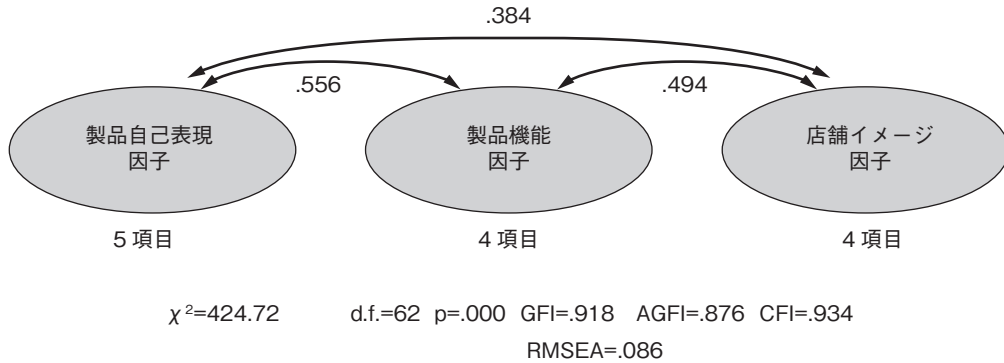 .384
.556
.494
製品自己表現
因子
製品機能
因子
店舗イメージ
因子
5 項目
4 項目
4 項目
χ²=424.72 d.f.=62 p=.000 GFI=.918 AGFI=.876 CFI=.934
RMSEA=.086